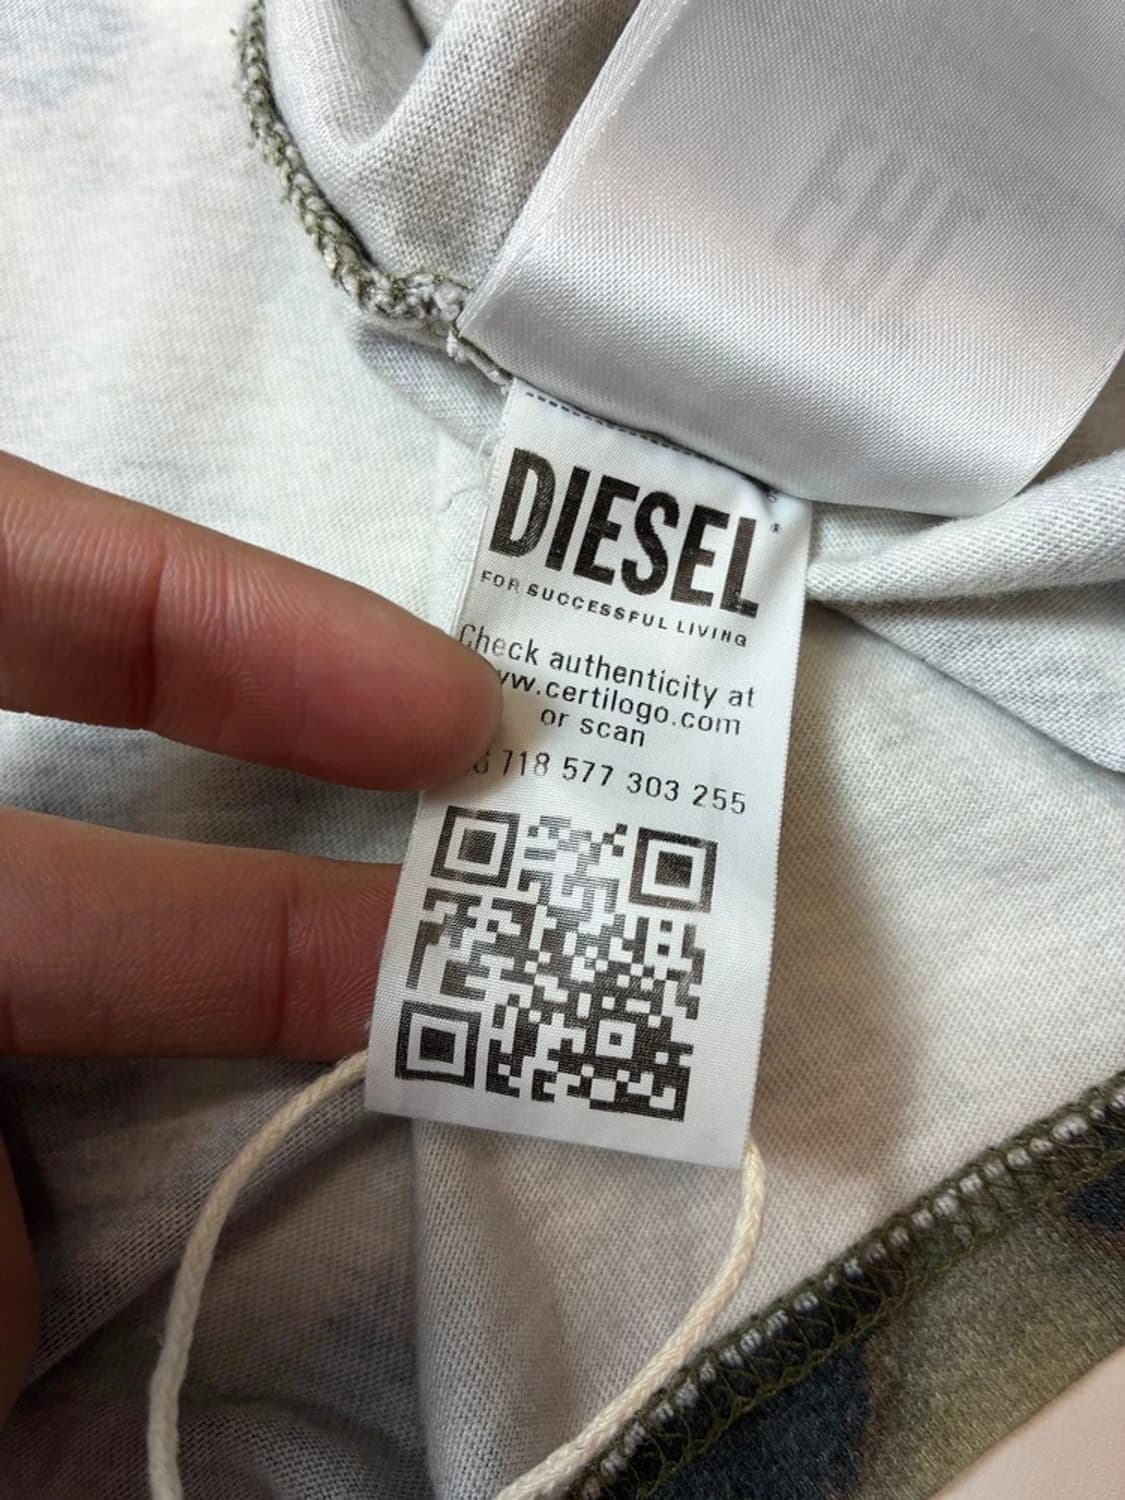 DIESEL
FOR SUCCESSFUL LIVING
Check authenticity at
www.certilogo.com
or scan
718 577 303 255